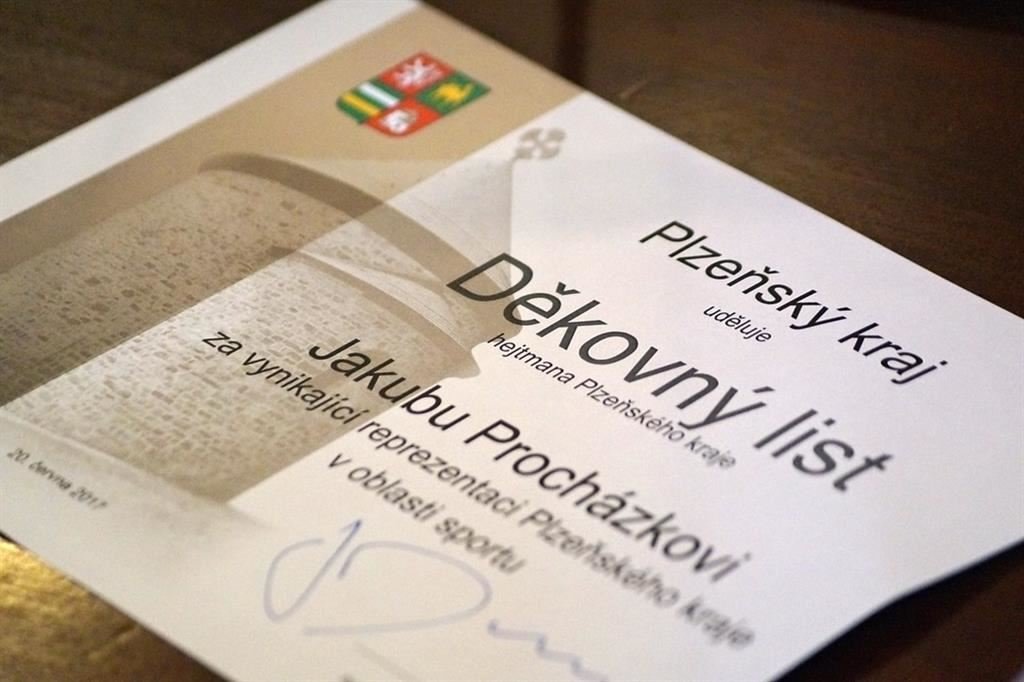 Plzeňský kraj
uděluje
Děkovný list
hejtmana Plzeňského kraje
Jakubu Procházkovi
za vynikající reprezentaci Plzeňského kraje
v oblasti sportu
20. června 2017